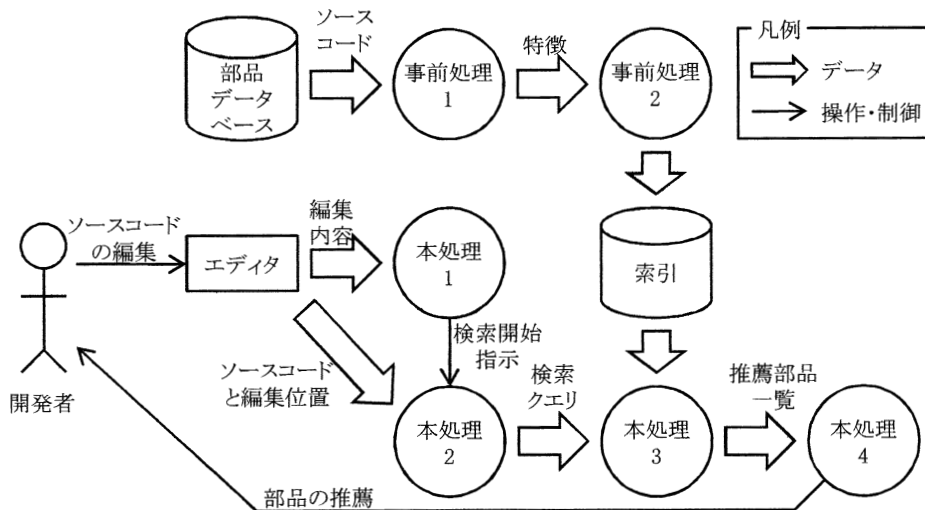 ソース
コード
部品
データ
ベース
事前処理
1
特徴
事前処理
2
凡例
データ
操作・制御
ソースコード
の編集
エディタ
編集
内容
本処理
1
索引
検索開始
指示
ソースコード
と編集位置
開発者
本処理
2
検索
クエリ
本処理
3
推薦部品
一覧
本処理
4
部品の推薦